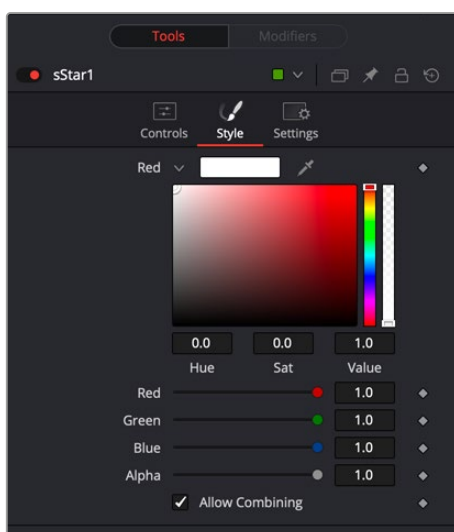 Tools Modifiers
sStar1
Controls Style Settings
Red
0.0 0.0 1.0
Hue Sat Value
Red 1.0
Green 1.0
Blue 1.0
Alpha 1.0
Allow Combining